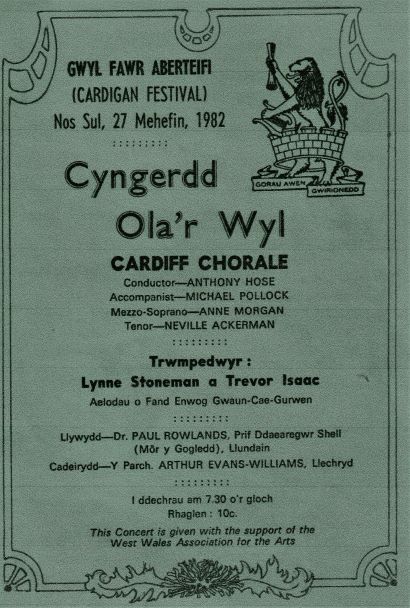 GWYL FAWR ABERTEIFI
(CARDIGAN FESTIVAL)
Nos Sul, 27 Mehefin, 1982
GORAU AWEN
GWIRIONEDD
Cyngerdd
Ola'r Wyl
CARDIFF CHORALE
Conductor—ANTHONY HOSE
Accompanist—MICHAEL POLLOCK
Mezzo-Soprano—ANNE MORGAN
Tenor—NEVILLE ACKERMAN
Trwmpedwyr :
Lynne Stoneman a Trevor Isaac
Aelodau o Fand Enwog Gwaun-Cae-Gurwen
Llywydd—Dr. PAUL ROWLANDS, Prif Ddaearegwr Shell
(Môr y Gogledd), Llundain
Cadeirydd—Y Parch. ARTHUR EVANS-WILLIAMS, Llechryd
I ddechrau am 7.30 o'r gloch
Rhaglen : 10c.
This Concert is given with the support of the
West Wales Association for the Arts